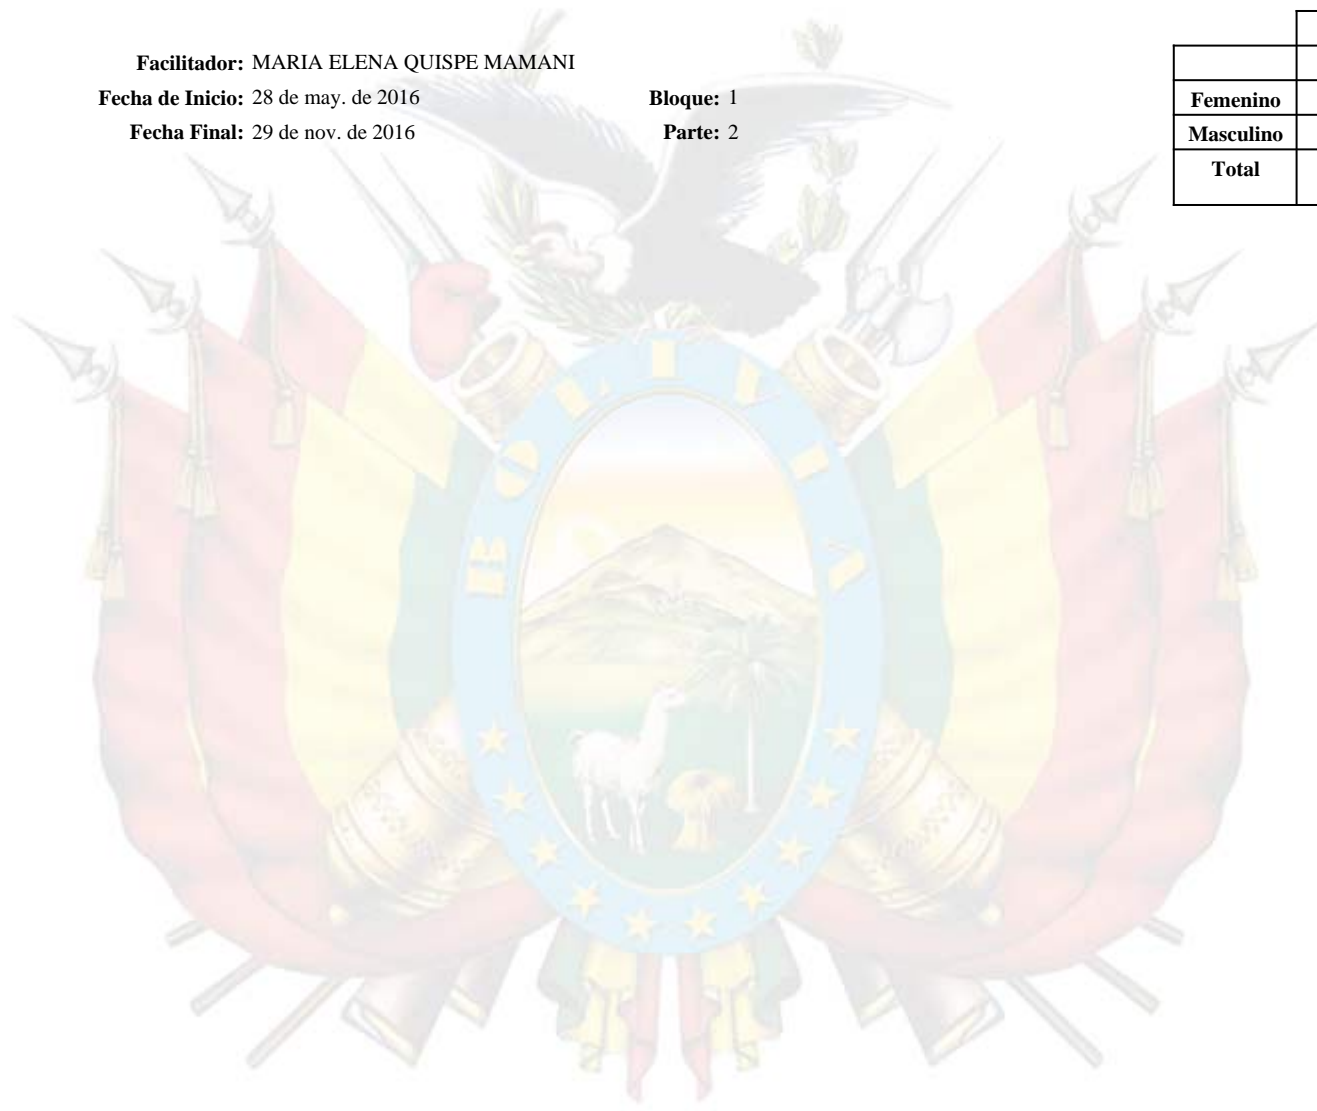 Facilitador: MARIA ELENA QUISPE MAMANI
Fecha de Inicio: 28 de may. de 2016 Bloque: 1
Fecha Final: 29 de nov. de 2016 Parte: 2
Femenino
Masculino
Total
BOLIVIA